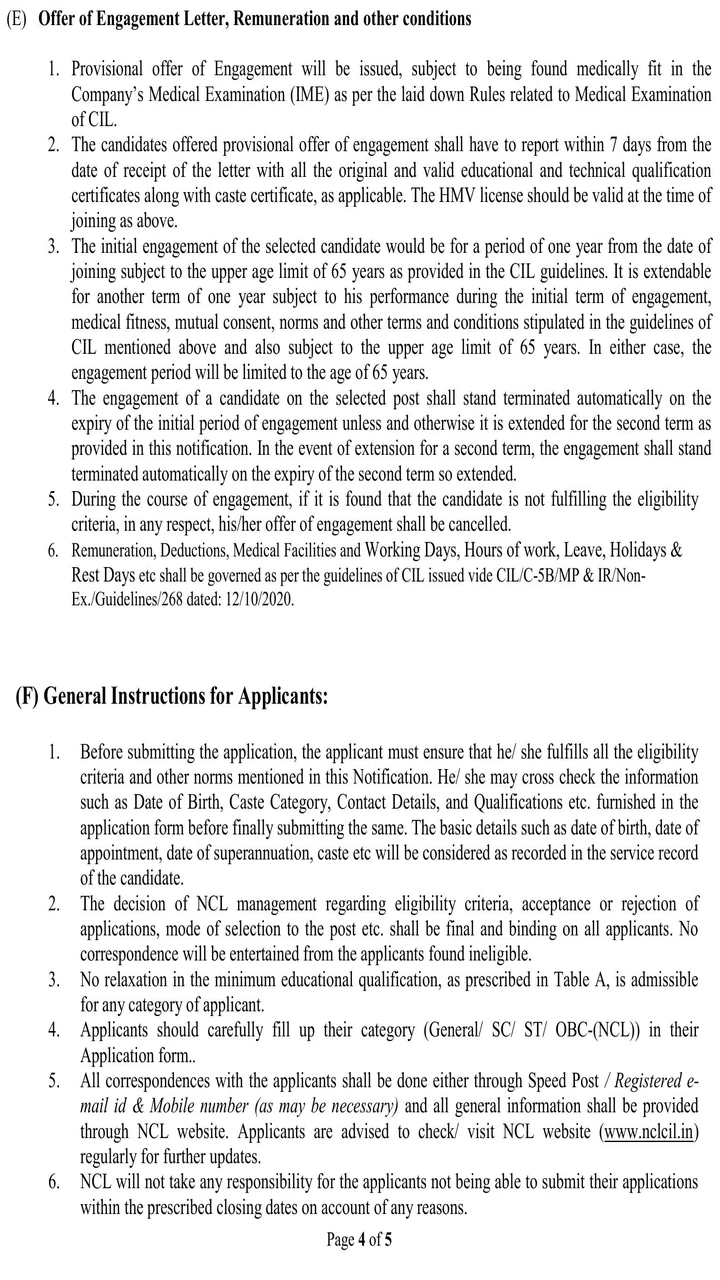 (E) Offer of Engagement Letter, Remuneration and other conditions
1. Provisional offer of Engagement will be issued, subject to being found medically fit in the
Company's Medical Examination (IME) as per the laid down Rules related to Medical Examination
of CIL.
2. The candidates offered provisional offer of engagement shall have to report within 7 days from the
date of receipt of the letter with all the original and valid educational and technical qualification
certificates along with caste certificate, as applicable. The HMV license should be valid at the time of
joining as above.
3. The initial engagement of the selected candidate would be for a period of one year from the date of
joining subject to the upper age limit of 65 years as provided in the CIL guidelines. It is extendable
for another term of one year subject to his performance during the initial term of engagement,
medical fitness, mutual consent, norms and other terms and conditions stipulated in the guidelines of
CIL mentioned above and also subject to the upper age limit of 65 years. In either case, the
engagement period will be limited to the age of 65 years.
4. The engagement of a candidate on the selected post shall stand terminated automatically on the
expiry of the initial period of engagement unless and otherwise it is extended for the second term as
provided in this notification. In the event of extension for a second term, the engagement shall stand
terminated automatically on the expiry of the second term so extended.
5. During the course of engagement, if it is found that the candidate is not fulfilling the eligibility
criteria, in any respect, his/her offer of engagement shall be cancelled.
6. Remuneration, Deductions, Medical Facilities and Working Days, Hours of work, Leave, Holidays &
Rest Days etc shall be governed as per the guidelines of CIL issued vide CIL/C-5B/MP & IR/Non-
Ex./Guidelines/268 dated: 12/10/2020.
(F) General Instructions for Applicants:
1. Before submitting the application, the applicant must ensure that he/ she fulfills all the eligibility
criteria and other norms mentioned in this Notification. He/ she may cross check the information
such as Date of Birth, Caste Category, Contact Details, and Qualifications etc. furnished in the
application form before finally submitting the same. The basic details such as date of birth, date of
appointment, date of superannuation, caste etc will be considered as recorded in the service record
of the candidate.
2. The decision of NCL management regarding eligibility criteria, acceptance or rejection of
applications, mode of selection to the post etc. shall be final and binding on all applicants. No
correspondence will be entertained from the applicants found ineligible.
3. No relaxation in the minimum educational qualification, as prescribed in Table A, is admissible
for any category of applicant.
4. Applicants should carefully fill up their category (General/ SC/ ST/ OBC-(NCL)) in their
Application form..
5. All correspondences with the applicants shall be done either through Speed Post / Registered e-
mail id & Mobile number (as may be necessary) and all general information shall be provided
through NCL website. Applicants are advised to check/ visit NCL website (www.nclcil.in)
regularly for further updates.
6. NCL will not take any responsibility for the applicants not being able to submit their applications
within the prescribed closing dates on account of any reasons.
Page 4 of 5